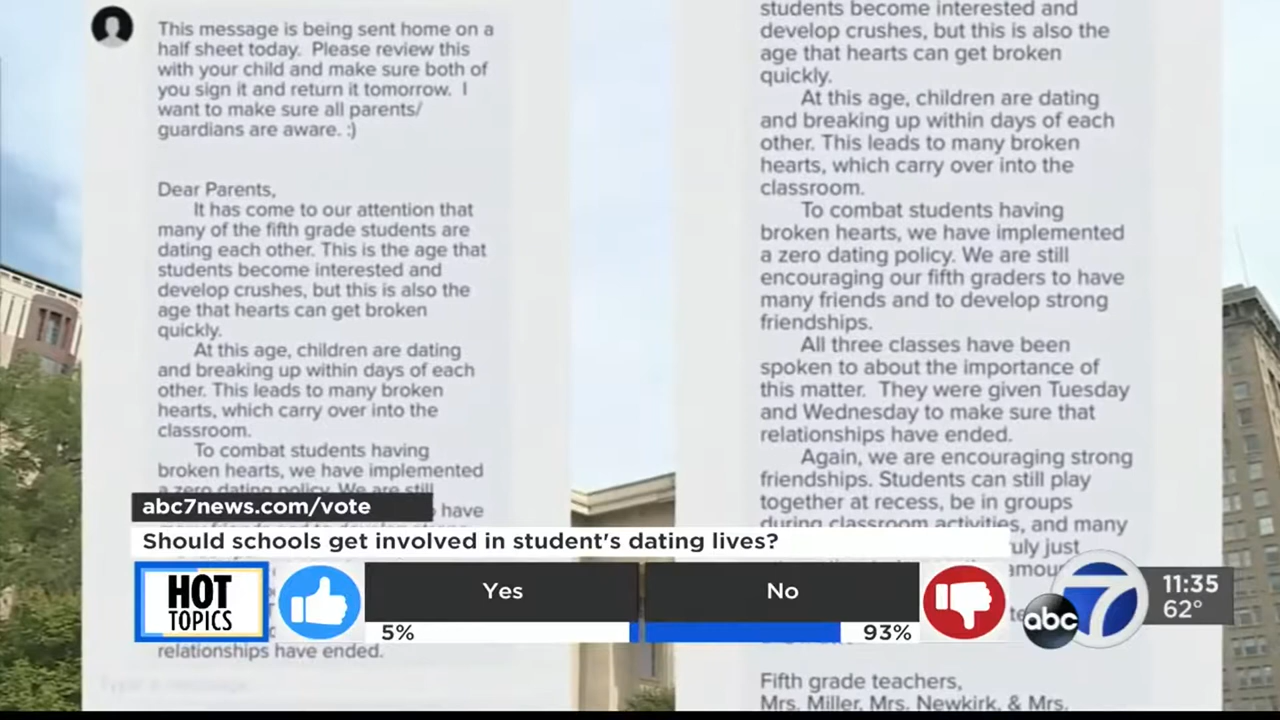 This message is being sent home on a
half sheet today. Please review this
with your child and make sure both of
you sign it and return it tomorrow. I
want to make sure all parents/
guardians are aware. :)
Dear Parents,
It has come to our attention that
many of the fifth grade students are
dating each other. This is the age that
students become interested and
develop crushes, but this is also the
age that hearts can get broken
quickly.
At this age, children are dating
and breaking up within days of each
other. This leads to many broken
hearts, which carry over into the
classroom.
To combat students having
broken hearts, we have implemented
a zero dating policy. We are still
have
relationships have ended.
students become interested and
develop crushes, but this is also the
age that hearts can get broken
quickly.
At this age, children are dating
and breaking up within days of each
other. This leads to many broken
hearts, which carry over into the
classroom.
To combat students having
broken hearts, we have implemented
a zero dating policy. We are still
encouraging our fifth graders to have
many friends and to develop strong
friendships.
All three classes have been
spoken to about the importance of
this matter. They were given Tuesday
and Wednesday to make sure that
relationships have ended.
Again, we are encouraging strong
friendships. Students can still play
together at recess, be in groups
during classroom activities, and many
just
Fifth grade teachers,
Mrs. Miller, Mrs. Newkirk, & Mrs.
abc7news.com/vote
Should schools get involved in student's dating lives?
HOT
TOPICS
Yes
No
5%
93%
abc 7
11:35
62°